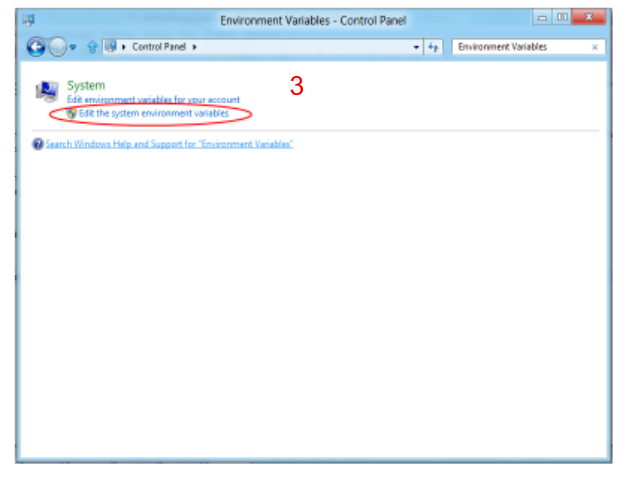 Environment Variables - Control Panel
Control Panel
Environment Variables
System
3
Edit environment variables for your account
Edit the system environment variables
Search Windows Help and Support for "Environment Variables"